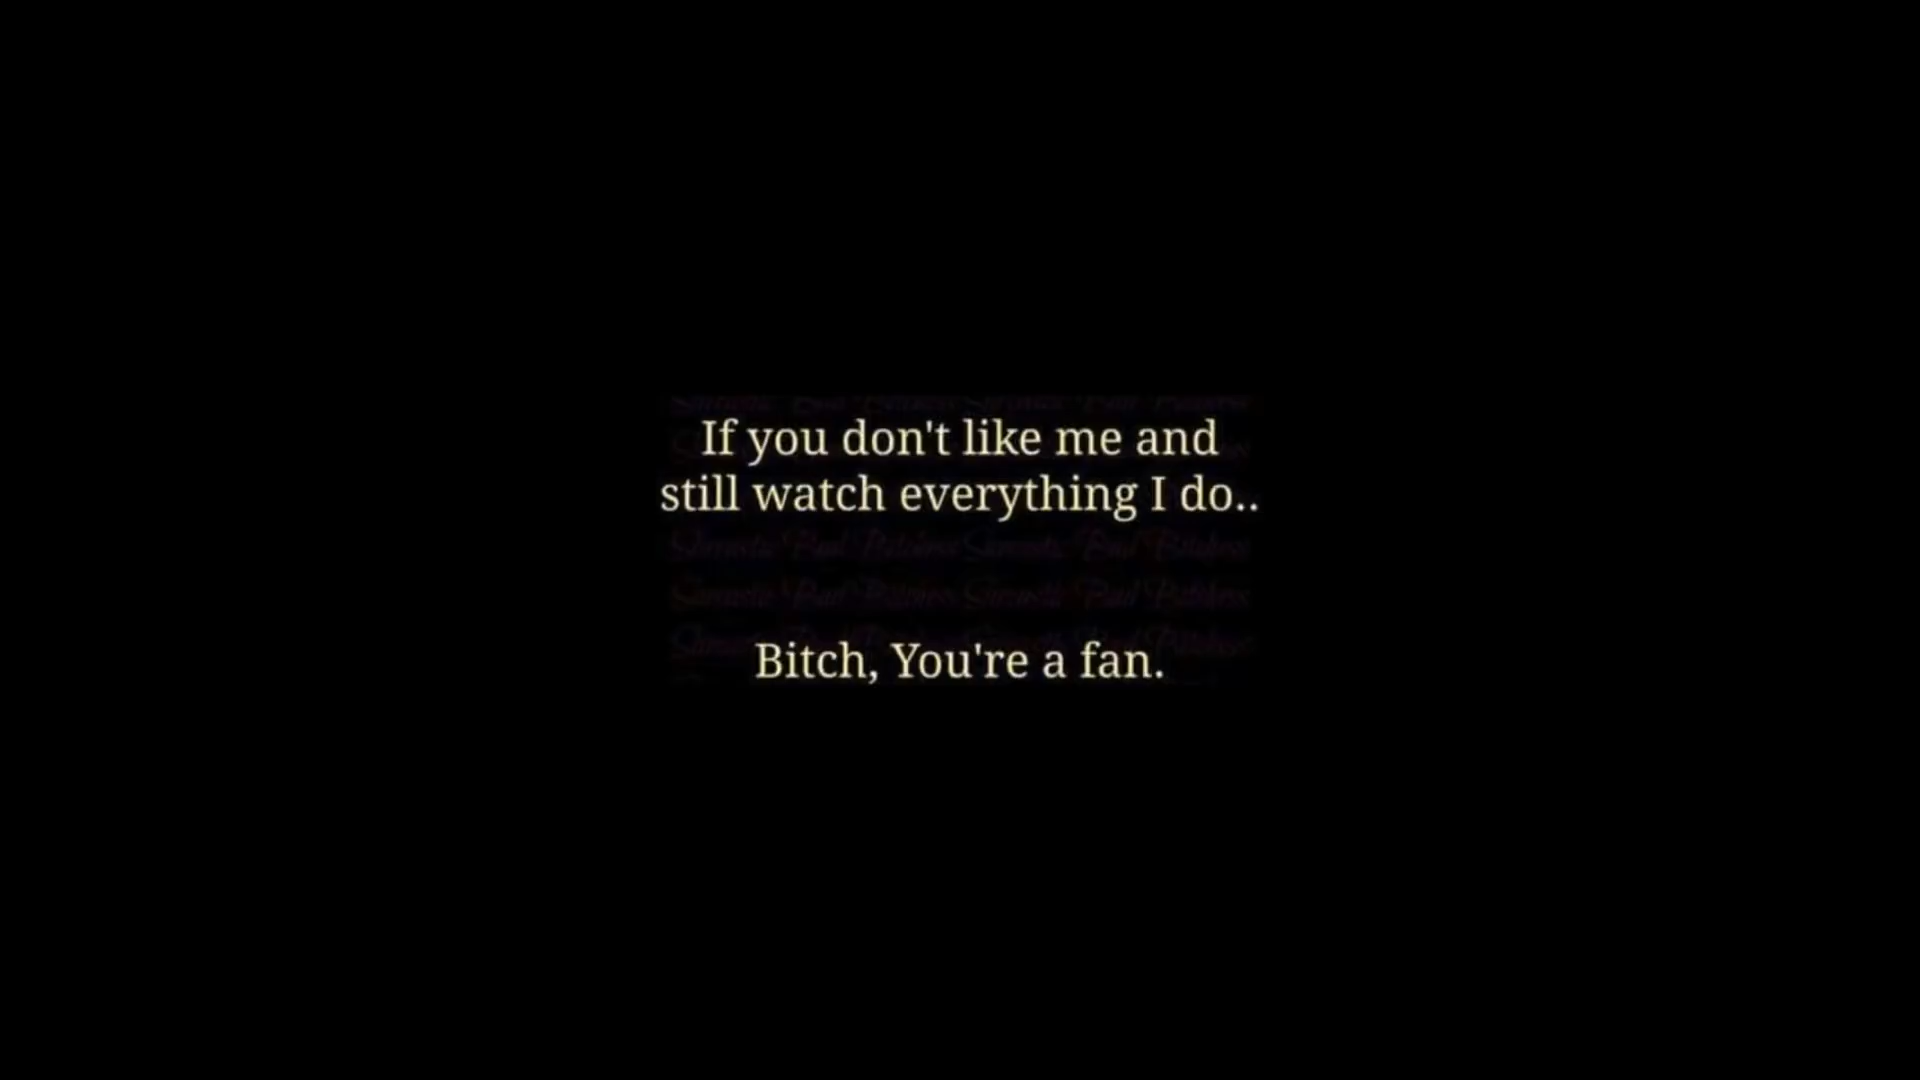 If you don't like me and
still watch everything I do..
Bitch, You're a fan.